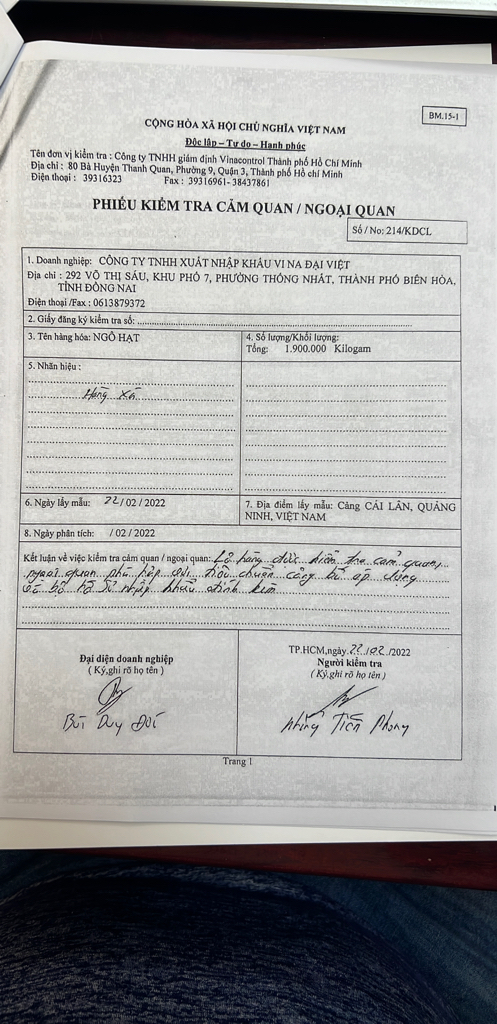 BM.15-1
CỘNG HÒA XÃ HỘI CHỦ NGHĨA VIỆT NAM
Độc lập – Tự do – Hạnh phúc
Tên đơn vị kiểm tra : Công ty TNHH giám định Vinacontrol Thành phố Hồ Chí Minh
Địa chỉ : 80 Bà Huyện Thanh Quan, Phường 9, Quận 3, Thành phố Hồ chí Minh
Điện thoại : 39316323 Fax : 39316961- 38437861
PHIẾU KIỂM TRA CẢM QUAN / NGOẠI QUAN
Số / No: 214/KDCL
1. Doanh nghiệp: CÔNG TY TNHH XUẤT NHẬP KHẨU VI NA ĐẠI VIỆT
Địa chỉ : 292 VÕ THỊ SÁU, KHU PHỐ 7, PHƯỜNG THỐNG NHẤT, THÀNH PHỐ BIÊN HÒA,
TỈNH ĐỒNG NAI
Điện thoại /Fax : 0613879372
2. Giấy đăng ký kiểm tra số:
3. Tên hàng hóa: NGÔ HẠT
4. Số lượng/Khối lượng:
Tổng: 1.900.000 Kilogam
5. Nhãn hiệu :
Hàng xá
6. Ngày lấy mẫu: 22/02 / 2022
7. Địa điểm lấy mẫu: Cảng CÁI LÂN, QUẢNG
NINH, VIỆT NAM
8. Ngày phân tích: / 02 / 2022
Kết luận về việc kiểm tra cảm quan / ngoại quan: Lô hàng được kiểm tra cảm quan,
ngoại quan phù hợp với tiêu chuẩn công bố áp dụng
và bộ hồ sơ nhập khẩu đính kèm
Đại diện doanh nghiệp
( Ký,ghi rõ họ tên )
Bùi Duy Đức
TP.HCM,ngày 22/02/2022
Người kiểm tra
(Ký,ghi rõ họ tên )
Tiến Phong
Trang 1